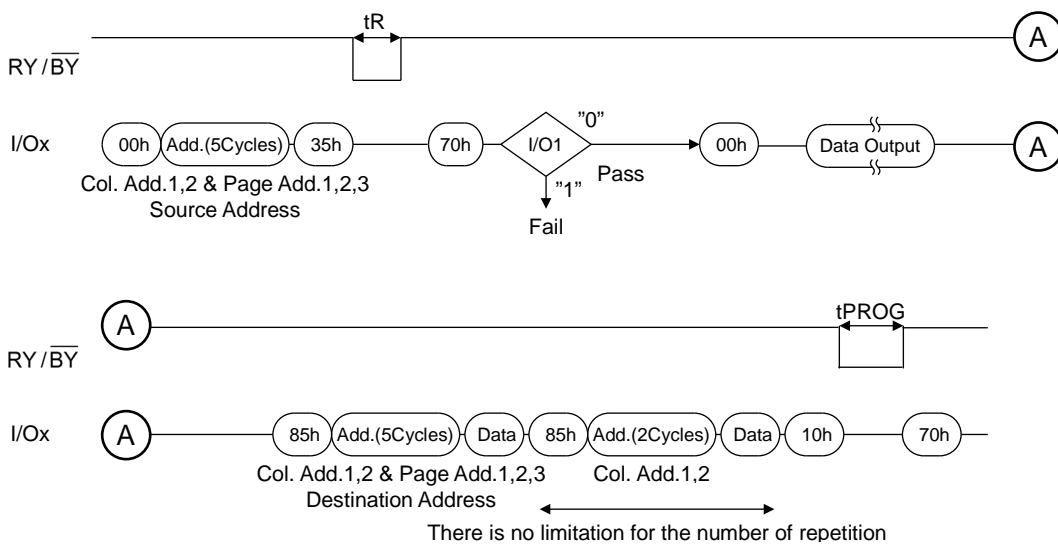 tR
RY / BY
A
I/Ox
00h Add.(5Cycles) 35h 70h I/O1 "0" 00h Data Output A
Pass
"1"
Col. Add.1,2 & Page Add.1,2,3
Source Address
Fail
A
tPROG
RY / BY
I/Ox
A 85h Add.(5Cycles) Data 85h Add.(2Cycles) Data 10h 70h
Col. Add.1,2 & Page Add.1,2,3 Col. Add.1,2
Destination Address
There is no limitation for the number of repetition